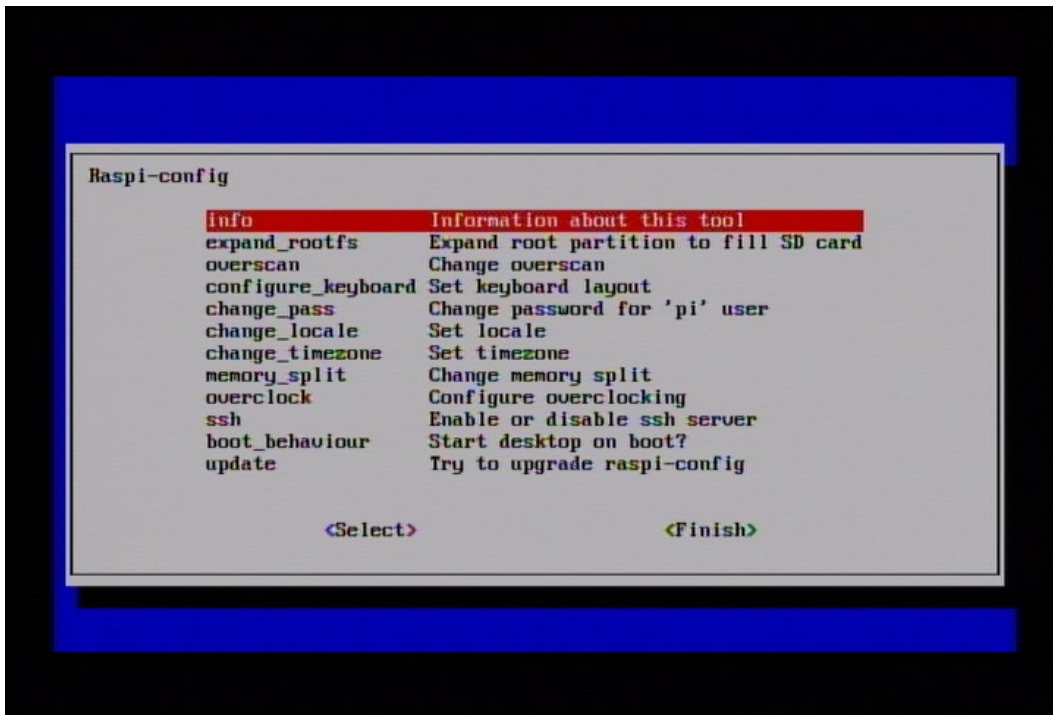 Raspi-config
info Information about this tool
expand_rootfs Expand root partition to fill SD card
overscan Change overscan
configure_keyboard Set keyboard layout
change_pass Change password for 'pi' user
change_locale Set locale
change_timezone Set timezone
memory_split Change memory split
overclock Configure overclocking
ssh Enable or disable ssh server
boot_behaviour Start desktop on boot?
update Try to upgrade raspi-config
<Select> <Finish>